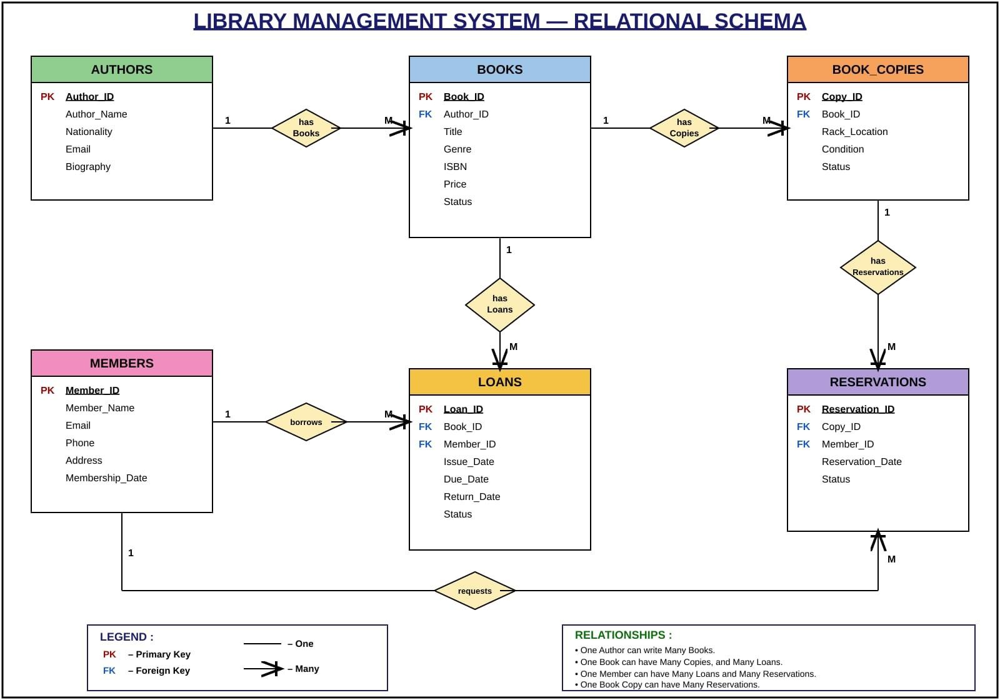 LIBRARY MANAGEMENT SYSTEM — RELATIONAL SCHEMA
AUTHORS
PK Author_ID
Author_Name
Nationality
Email
Biography
1
has
Books
M
BOOKS
PK Book_ID
FK Author_ID
Title
Genre
ISBN
Price
Status
1
has
Copies
M
BOOK_COPIES
PK Copy_ID
FK Book_ID
Rack_Location
Condition
Status
1
has
Loans
M
1
has
Reservations
M
MEMBERS
PK Member_ID
Member_Name
Email
Phone
Address
Membership_Date
1
borrows
M
LOANS
PK Loan_ID
FK Book_ID
FK Member_ID
Issue_Date
Due_Date
Return_Date
Status
RESERVATIONS
PK Reservation_ID
FK Copy_ID
FK Member_ID
Reservation_Date
Status
1
requests
M
LEGEND :
PK – Primary Key
FK – Foreign Key
– One
– Many
RELATIONSHIPS :
• One Author can write Many Books.
• One Book can have Many Copies, and Many Loans.
• One Member can have Many Loans and Many Reservations.
• One Book Copy can have Many Reservations.